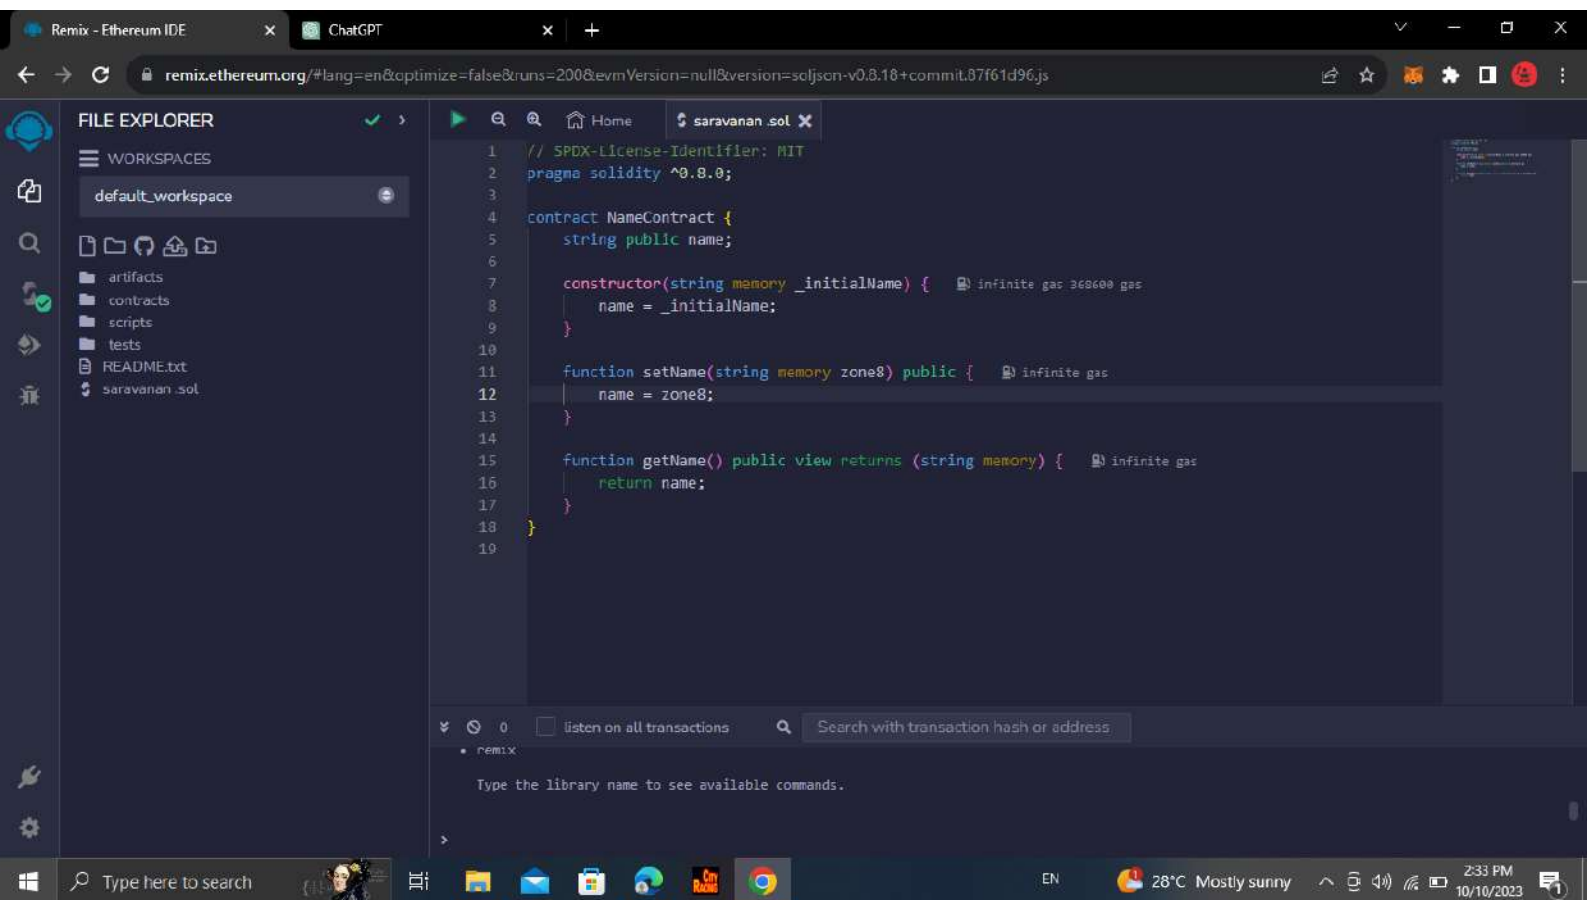 Remix - Ethereum IDE
ChatGPT
remix.ethereum.org/#lang=en&optimize=false&runs=200&evmVersion=null&version=soljson-v0.8.18+commit.87f61d96.js
FILE EXPLORER
WORKSPACES
default_workspace
artifacts
contracts
scripts
tests
README.txt
saravanan .sol
Home
saravanan .sol
1 // SPDX-License-Identifier: MIT
2 pragma solidity ^0.8.0;
3
4 contract NameContract {
5 string public name;
6
7 constructor(string memory _initialName) { infinite gas 368600 gas
8 name = _initialName;
9 }
10
11 function setName(string memory zone8) public { infinite gas
12 name = zone8;
13 }
14
15 function getName() public view returns (string memory) { infinite gas
16 return name;
17 }
18 }
19
0 listen on all transactions Search with transaction hash or address
• remix
Type the library name to see available commands.
>
Type here to search
CITY RACING
EN
1
28°C Mostly sunny
2:33 PM
10/10/2023
1